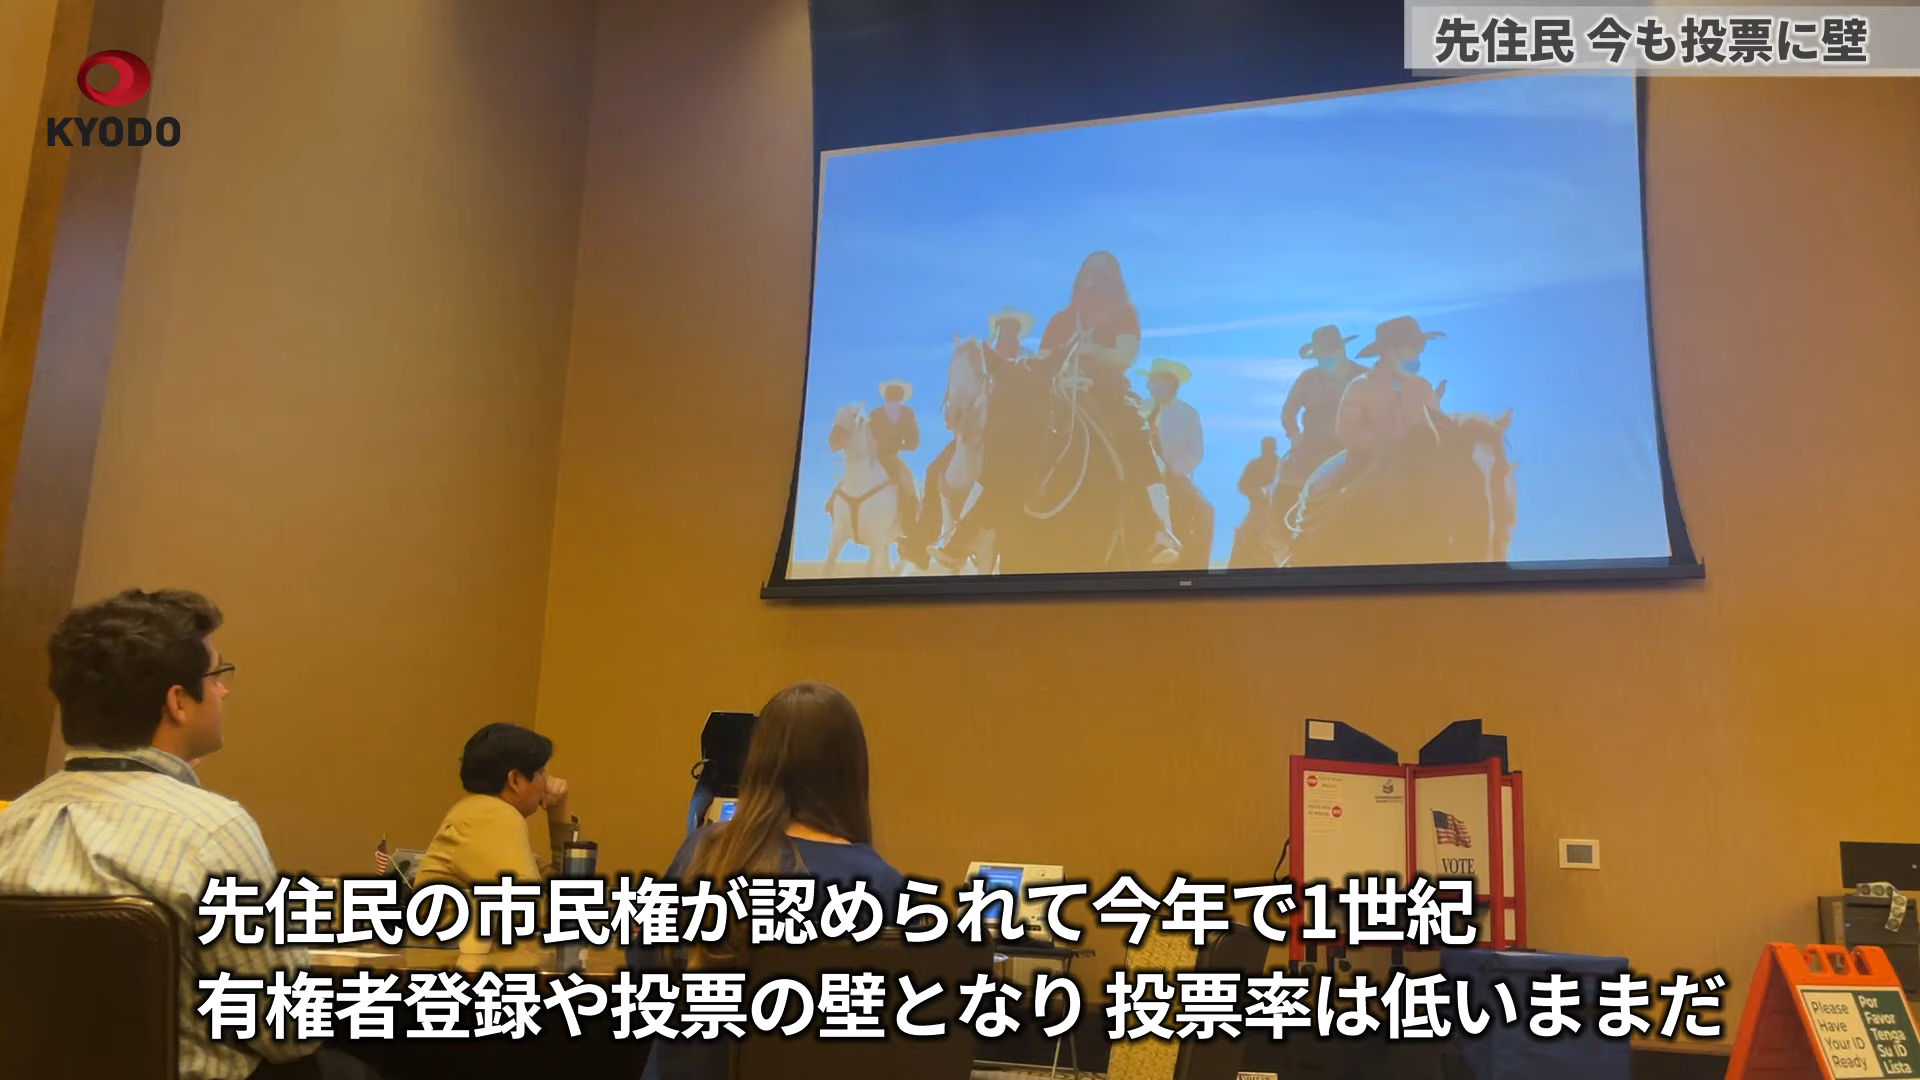 先住民 今も投票に壁
KYODO
VOTE
先住民の市民権が認められて今年で1世紀
有権者登録や投票の壁となり 投票率は低いままだ
Please
Have
Your ID
Ready
Por
Favor
Tenga
Su ID
Lista